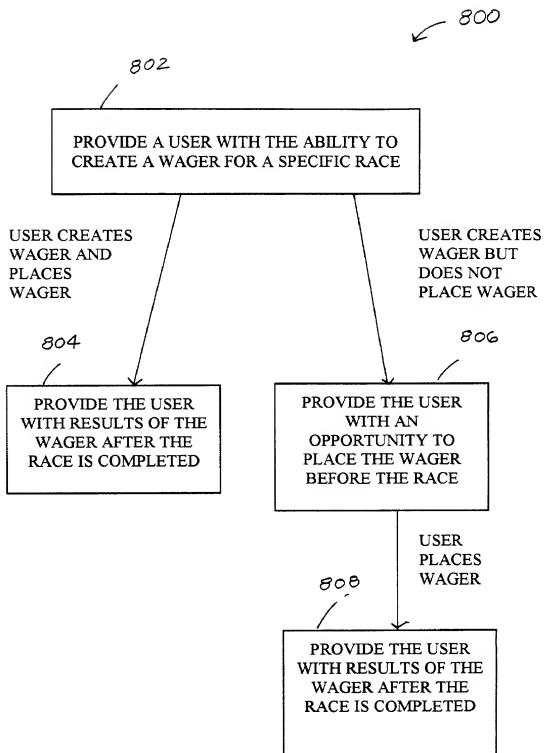 800
802
PROVIDE A USER WITH THE ABILITY TO
CREATE A WAGER FOR A SPECIFIC RACE
USER CREATES
WAGER AND
PLACES
WAGER
USER CREATES
WAGER BUT
DOES NOT
PLACE WAGER
804
PROVIDE THE USER
WITH RESULTS OF THE
WAGER AFTER THE
RACE IS COMPLETED
806
PROVIDE THE USER
WITH AN
OPPORTUNITY TO
PLACE THE WAGER
BEFORE THE RACE
USER
PLACES
WAGER
808
PROVIDE THE USER
WITH RESULTS OF THE
WAGER AFTER THE
RACE IS COMPLETED